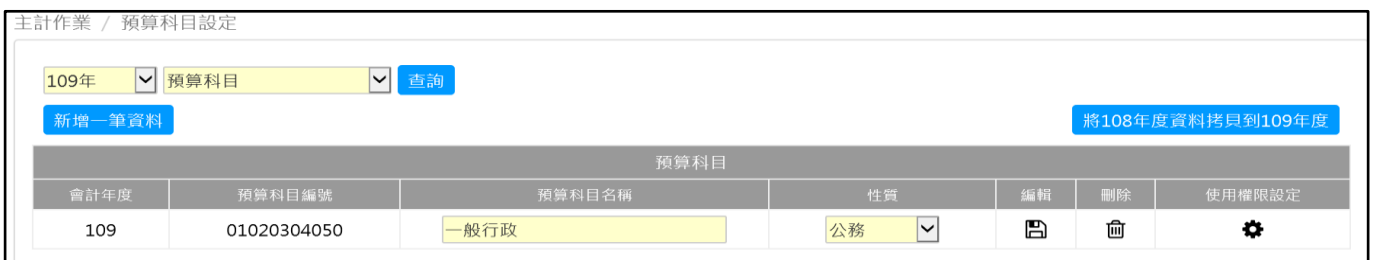 主計作業 / 預算科目設定
109年 預算科目 查詢
新增一筆資料 將108年度資料拷貝到109年度
預算科目
會計年度 預算科目編號 預算科目名稱 性質 編輯 刪除 使用權限設定
109 01020304050 一般行政 公務